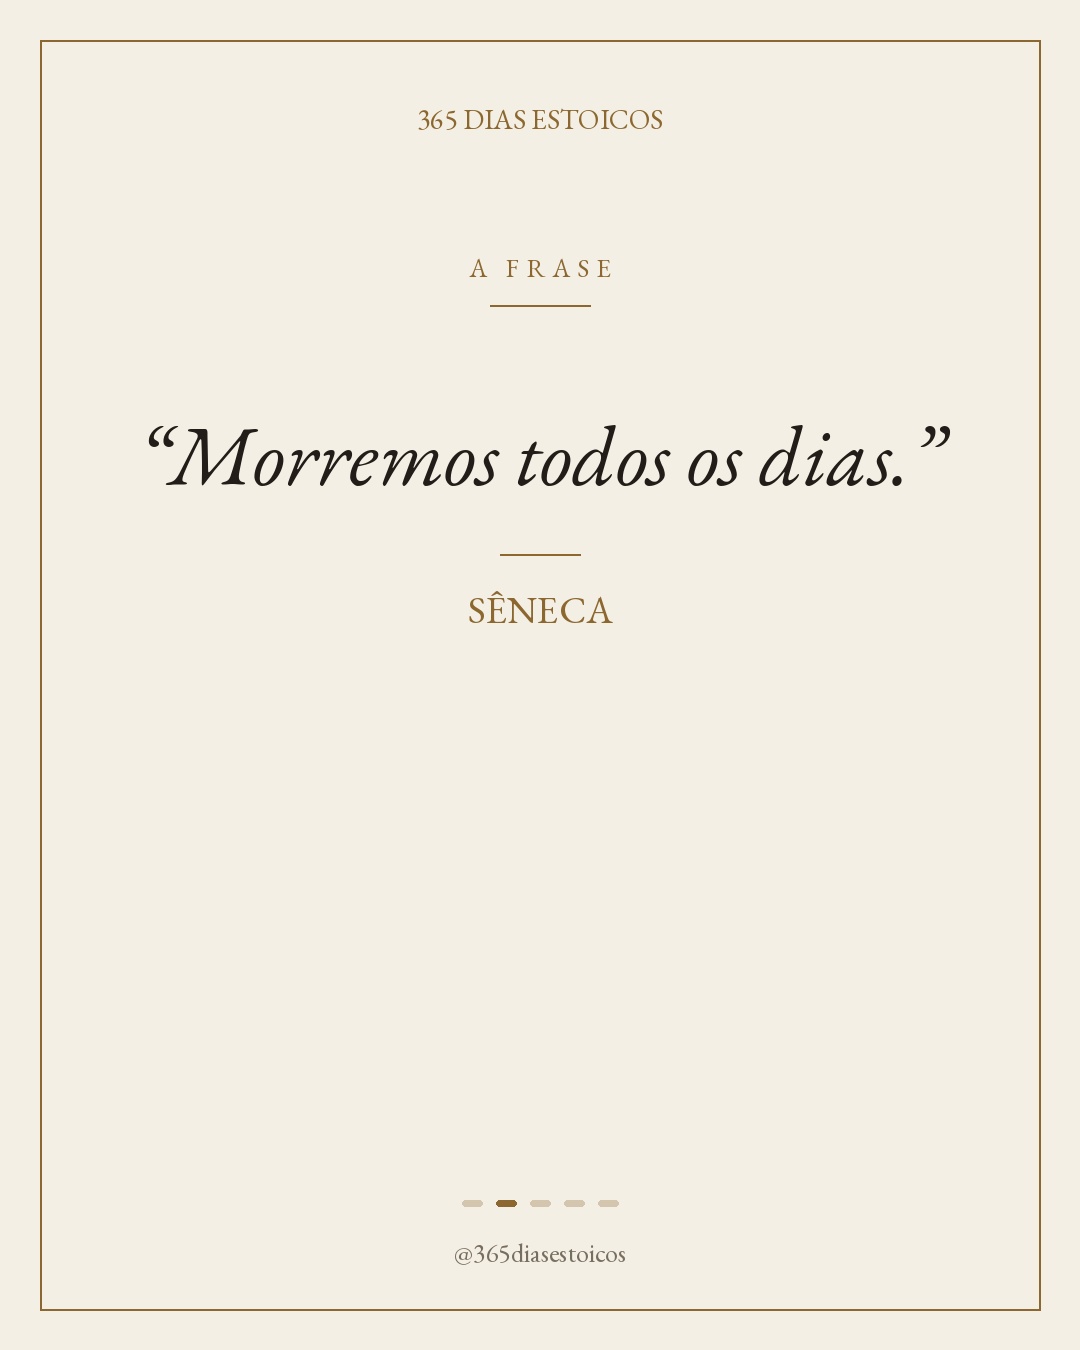 365 DIAS ESTOICOS
A FRASE
“Morremos todos os dias.”
SÊNECA
@365diasestoicos